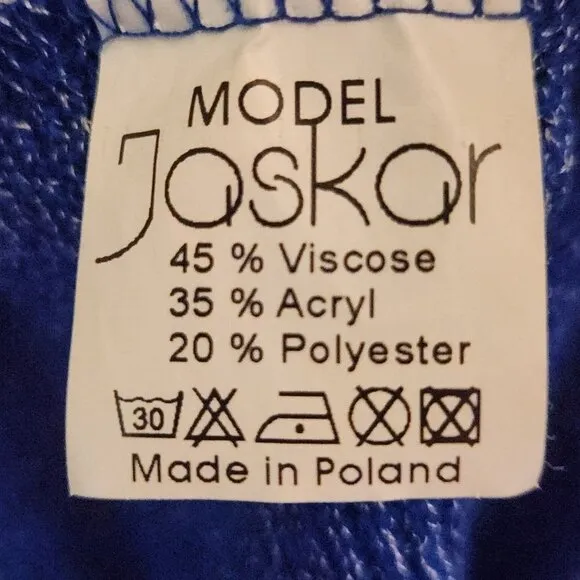 MODEL
Jaskar
45 % Viscose
35 % Acryl
20 % Polyester
30
Made in Poland